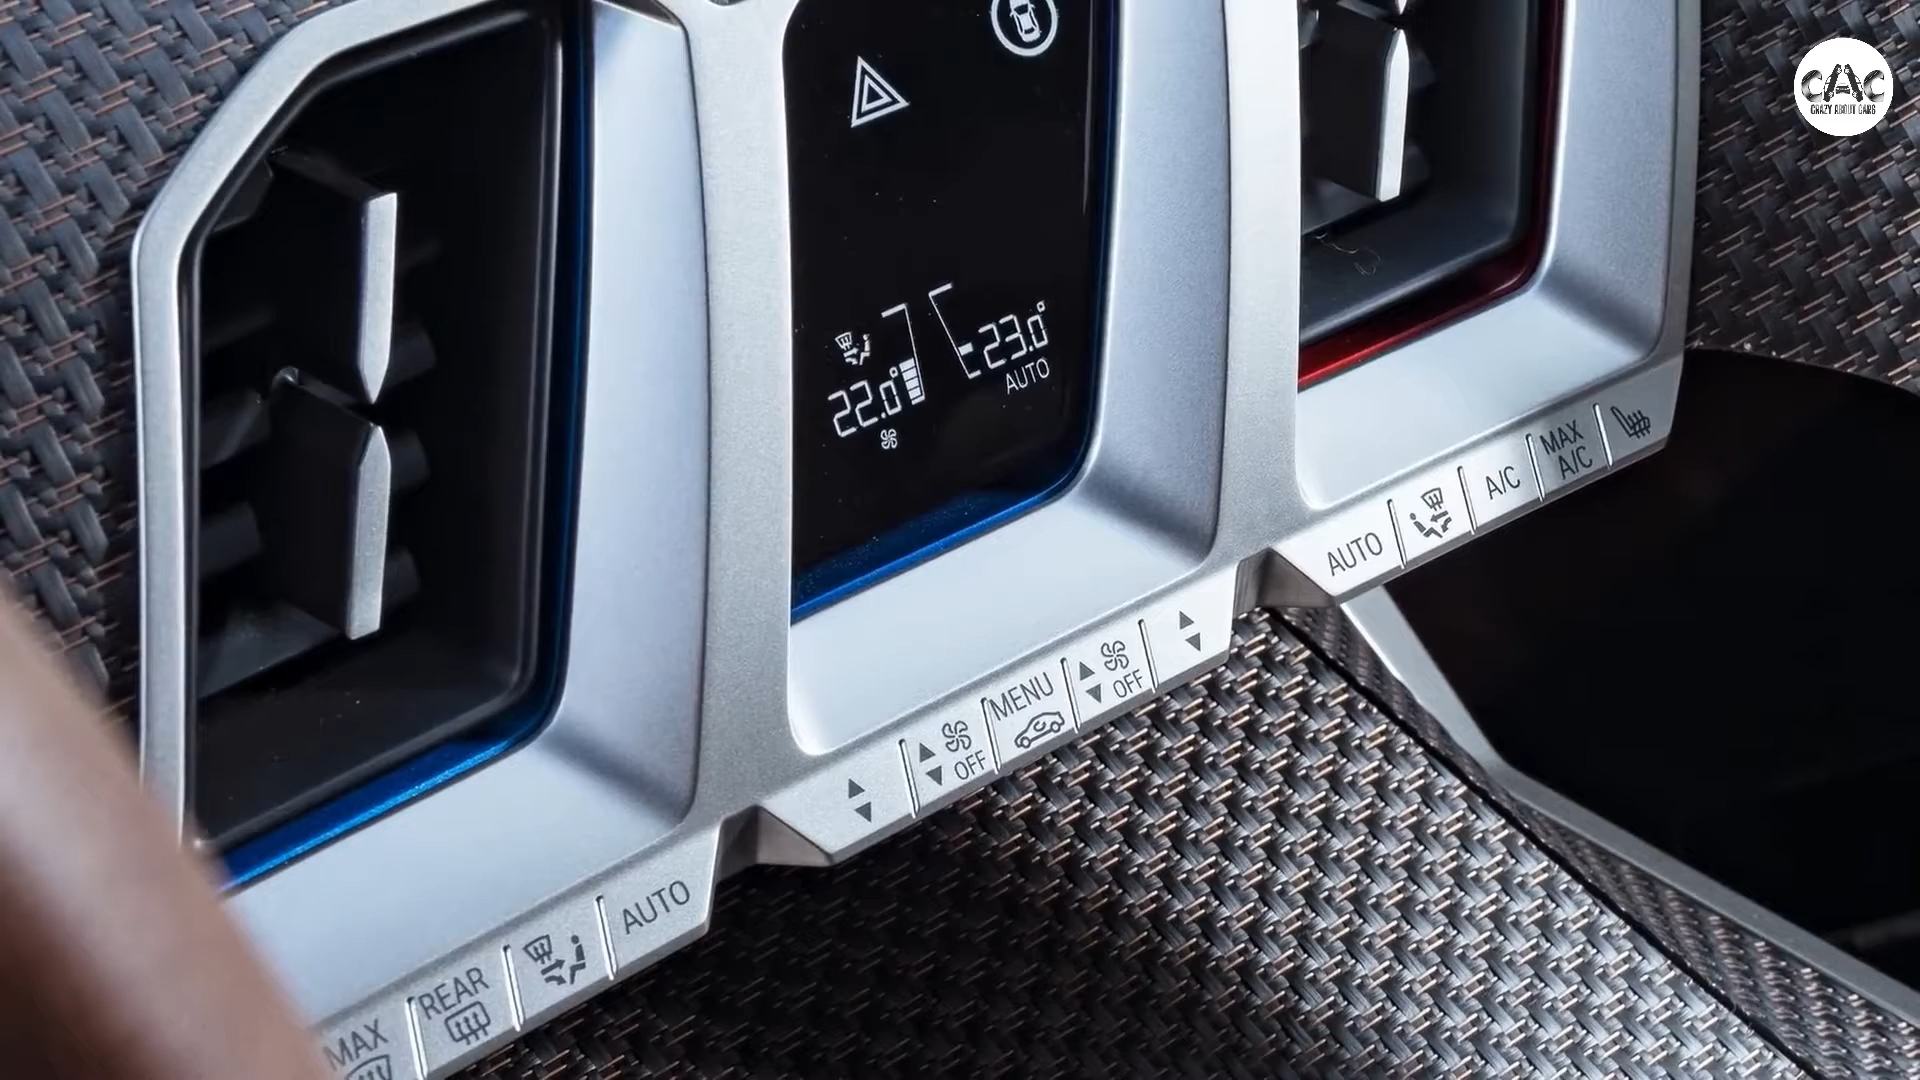 CAC
CRAZY ABOUT CARS
22.0°
23.0°
AUTO
MAX
A/C
A/C
AUTO
OFF
MENU
OFF
AUTO
REAR
MAX